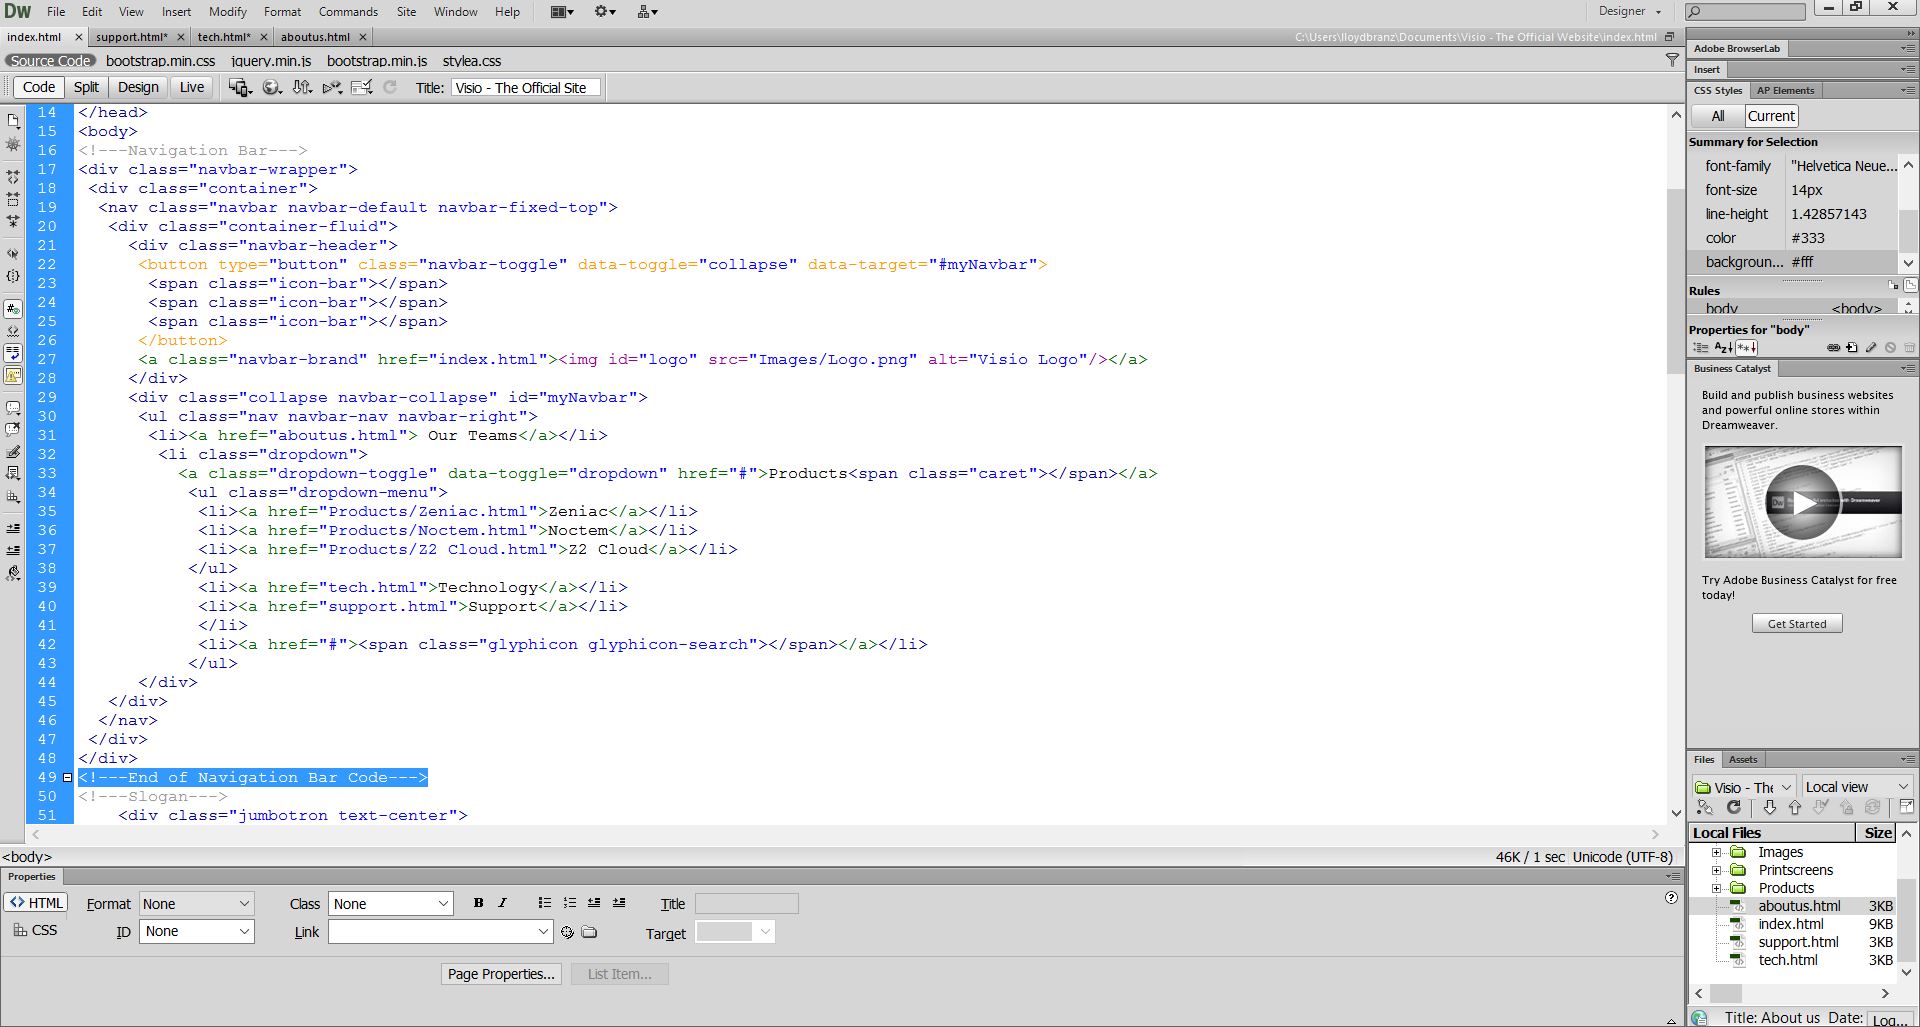 Dw File Edit View Insert Modify Format Commands Site Window Help Designer
index.html support.html* tech.html* aboutus.html C:\Users\lloydbranz\Documents\Visio - The Official Website\index.html
Source Code bootstrap.min.css jquery.min.js bootstrap.min.js stylea.css
Code Split Design Live Title: Visio - The Official Site
14 </head>
15 <body>
16 <!---Navigation Bar--->
17 <div class="navbar-wrapper">
18 <div class="container">
19 <nav class="navbar navbar-default navbar-fixed-top">
20 <div class="container-fluid">
21 <div class="navbar-header">
22 <button type="button" class="navbar-toggle" data-toggle="collapse" data-target="#myNavbar">
23 <span class="icon-bar"></span>
24 <span class="icon-bar"></span>
25 <span class="icon-bar"></span>
26 </button>
27 <a class="navbar-brand" href="index.html"><img id="logo" src="Images/Logo.png" alt="Visio Logo"/></a>
28 </div>
29 <div class="collapse navbar-collapse" id="myNavbar">
30 <ul class="nav navbar-nav navbar-right">
31 <li><a href="aboutus.html"> Our Teams</a></li>
32 <li class="dropdown">
33 <a class="dropdown-toggle" data-toggle="dropdown" href="#">Products<span class="caret"></span></a>
34 <ul class="dropdown-menu">
35 <li><a href="Products/Zeniac.html">Zeniac</a></li>
36 <li><a href="Products/Noctem.html">Noctem</a></li>
37 <li><a href="Products/Z2 Cloud.html">Z2 Cloud</a></li>
38 </ul>
39 <li><a href="tech.html">Technology</a></li>
40 <li><a href="support.html">Support</a></li>
41 </li>
42 <li><a href="#"><span class="glyphicon glyphicon-search"></span></a></li>
43 </ul>
44 </div>
45 </div>
46 </nav>
47 </div>
48 </div>
49 <!---End of Navigation Bar Code--->
50 <!---Slogan--->
51 <div class="jumbotron text-center">
<body> 46K / 1 sec Unicode (UTF-8)
Properties
<> HTML Format None Class None B I Title
CSS ID None Link Target
Page Properties... List Item...
Adobe BrowserLab
Insert
CSS Styles AP Elements
All Current
Summary for Selection
font-family "Helvetica Neue...
font-size 14px
line-height 1.42857143
color #333
backgroun... #fff
Rules
body <body>
Properties for "body"
Business Catalyst
Build and publish business websites
and powerful online stores within
Dreamweaver.
Try Adobe Business Catalyst for free
today!
Get Started
Files Assets
Visio - The Local view
Local Files Size
Images
Printscreens
Products
aboutus.html 3KB
index.html 9KB
support.html 3KB
tech.html 3KB
Title: About us Date: Log...